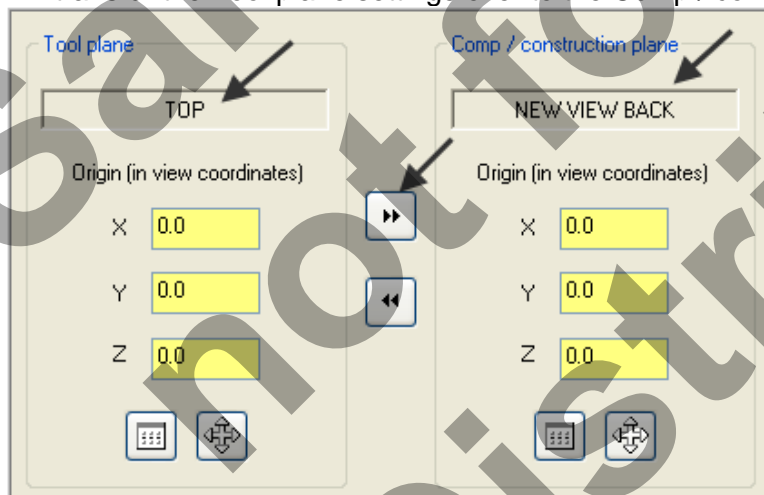 Tool plane
Comp / construction plane
TOP
NEW VIEW BACK
Origin (in view coordinates)
Origin (in view coordinates)
X 0.0
X 0.0
Y 0.0
Y 0.0
Z 0.0
Z 0.0